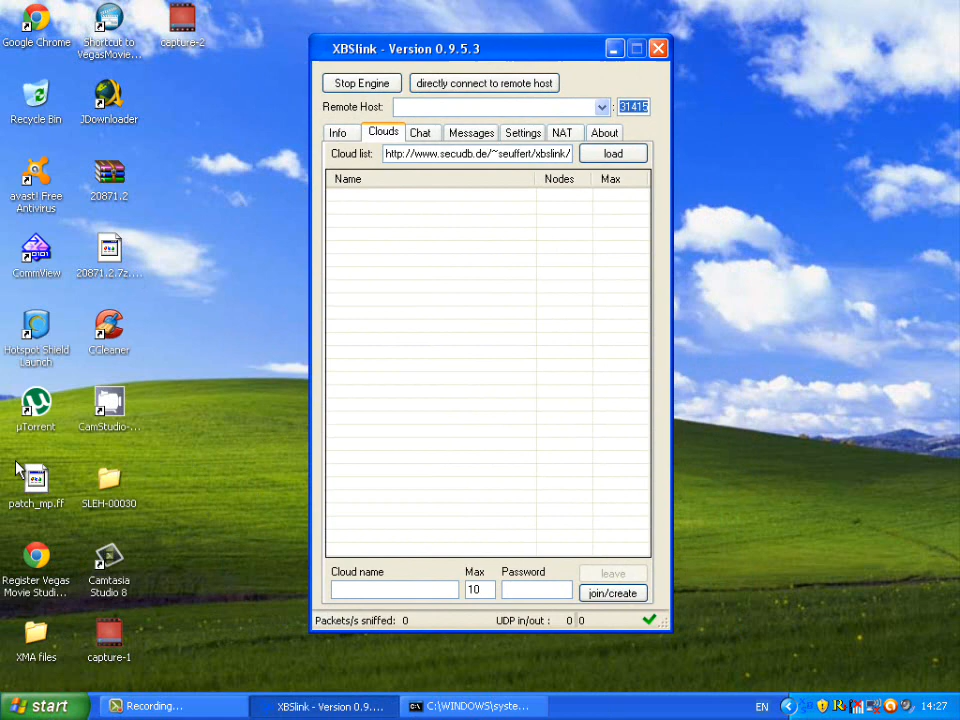 Google Chrome
Shortcut to
VegasMovie...
capture-2
Recycle Bin
JDownloader
avast! Free
Antivirus
20871.2
CommView
20871.2.7z....
Hotspot Shield
Launch
CCleaner
µTorrent
CamStudio-...
patch_mp.ff
SLEH-00030
Register Vegas
Movie Studi...
Camtasia
Studio 8
XMA files
capture-1
XBSlink - Version 0.9.5.3
Stop Engine
directly connect to remote host
Remote Host:
: 31415
Info Clouds Chat Messages Settings NAT About
Cloud list: http://www.secudb.de/~seuffert/xbslink/ load
Name Nodes Max
Cloud name Max Password leave
10 join/create
Packets/s sniffed: 0 UDP in/out : 0 0
start Recording... XBSlink - Version 0.9.... C:\WINDOWS\syste... EN 14:27